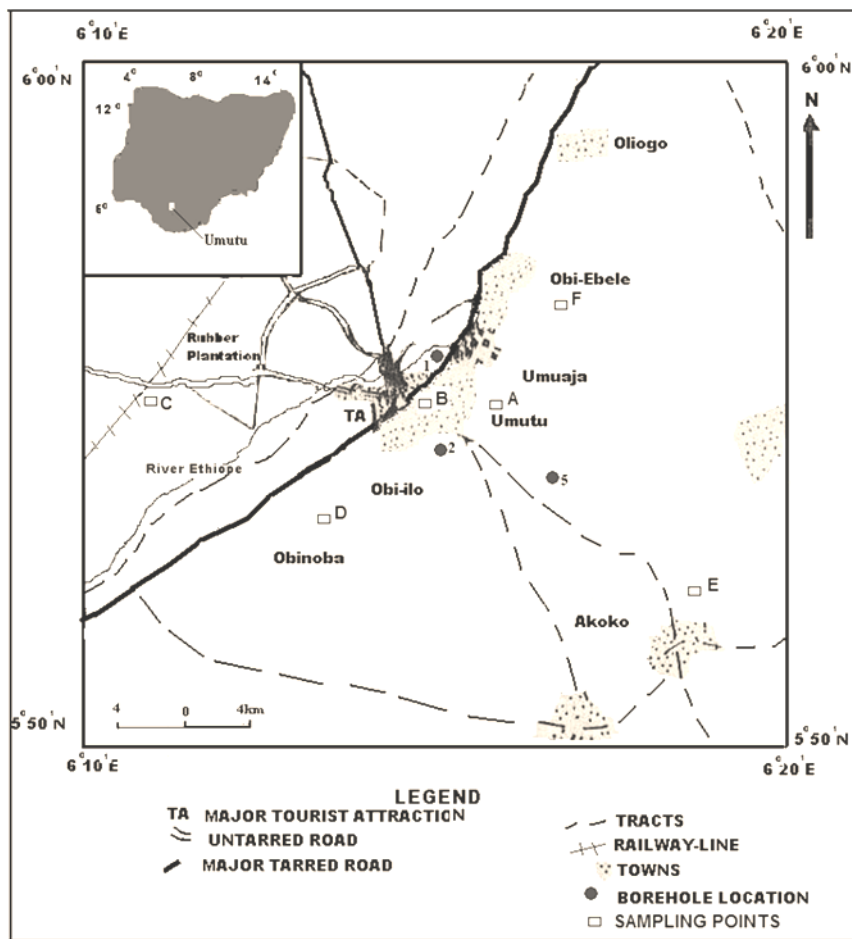 6°10'E
6°20'E
6°00'N
6°00'N
4° 8° 14°
12°
6°
Umutu
N
Oliogo
Obi-Ebele
F
Rubber
Plantation
1
Umuaja
C
B
A
TA
Umutu
River Ethiope
2
5
Obi-ilo
D
Obinoba
E
Akoko
4 0 4km
5°50'N
5°50'N
6°10'E
6°20'E
LEGEND
TA MAJOR TOURIST ATTRACTION
UNTARRED ROAD
MAJOR TARRED ROAD
TRACTS
RAILWAY-LINE
TOWNS
BOREHOLE LOCATION
SAMPLING POINTS